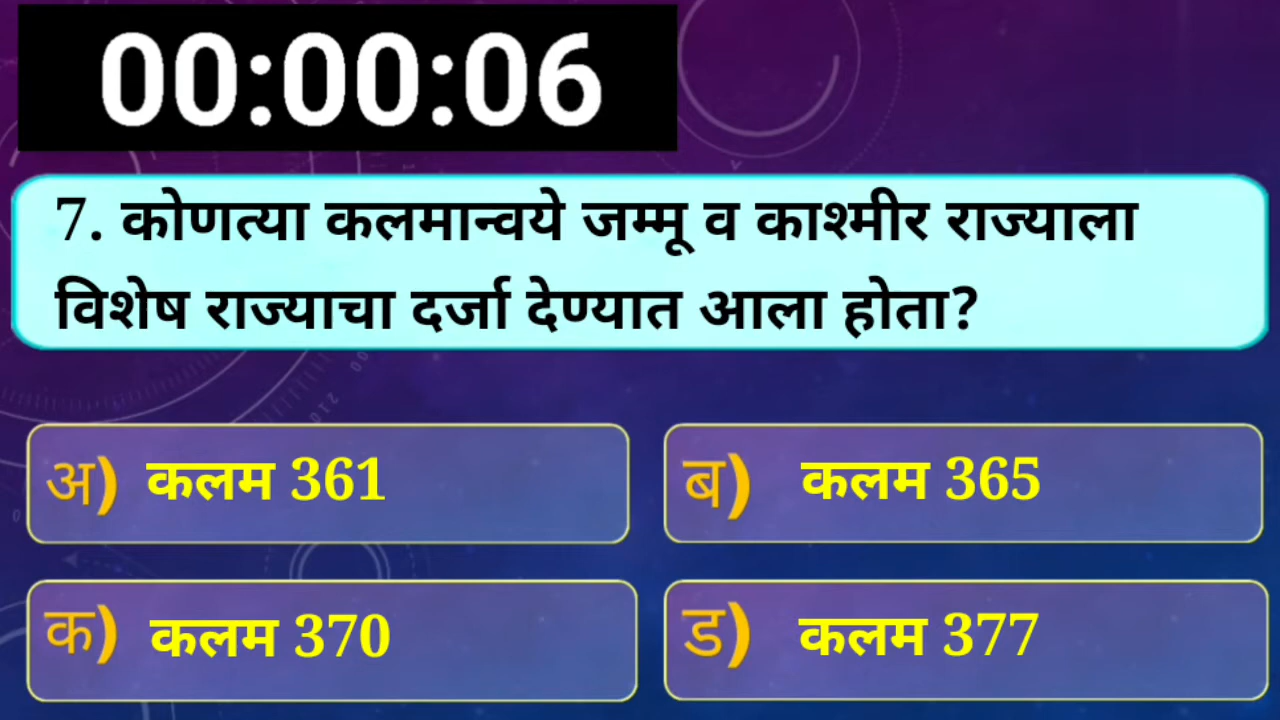 00:00:06
7. कोणत्या कलमान्वये जम्मू व काश्मीर राज्याला
विशेष राज्याचा दर्जा देण्यात आला होता?
अ) कलम 361
ब) कलम 365
क) कलम 370
ड) कलम 377